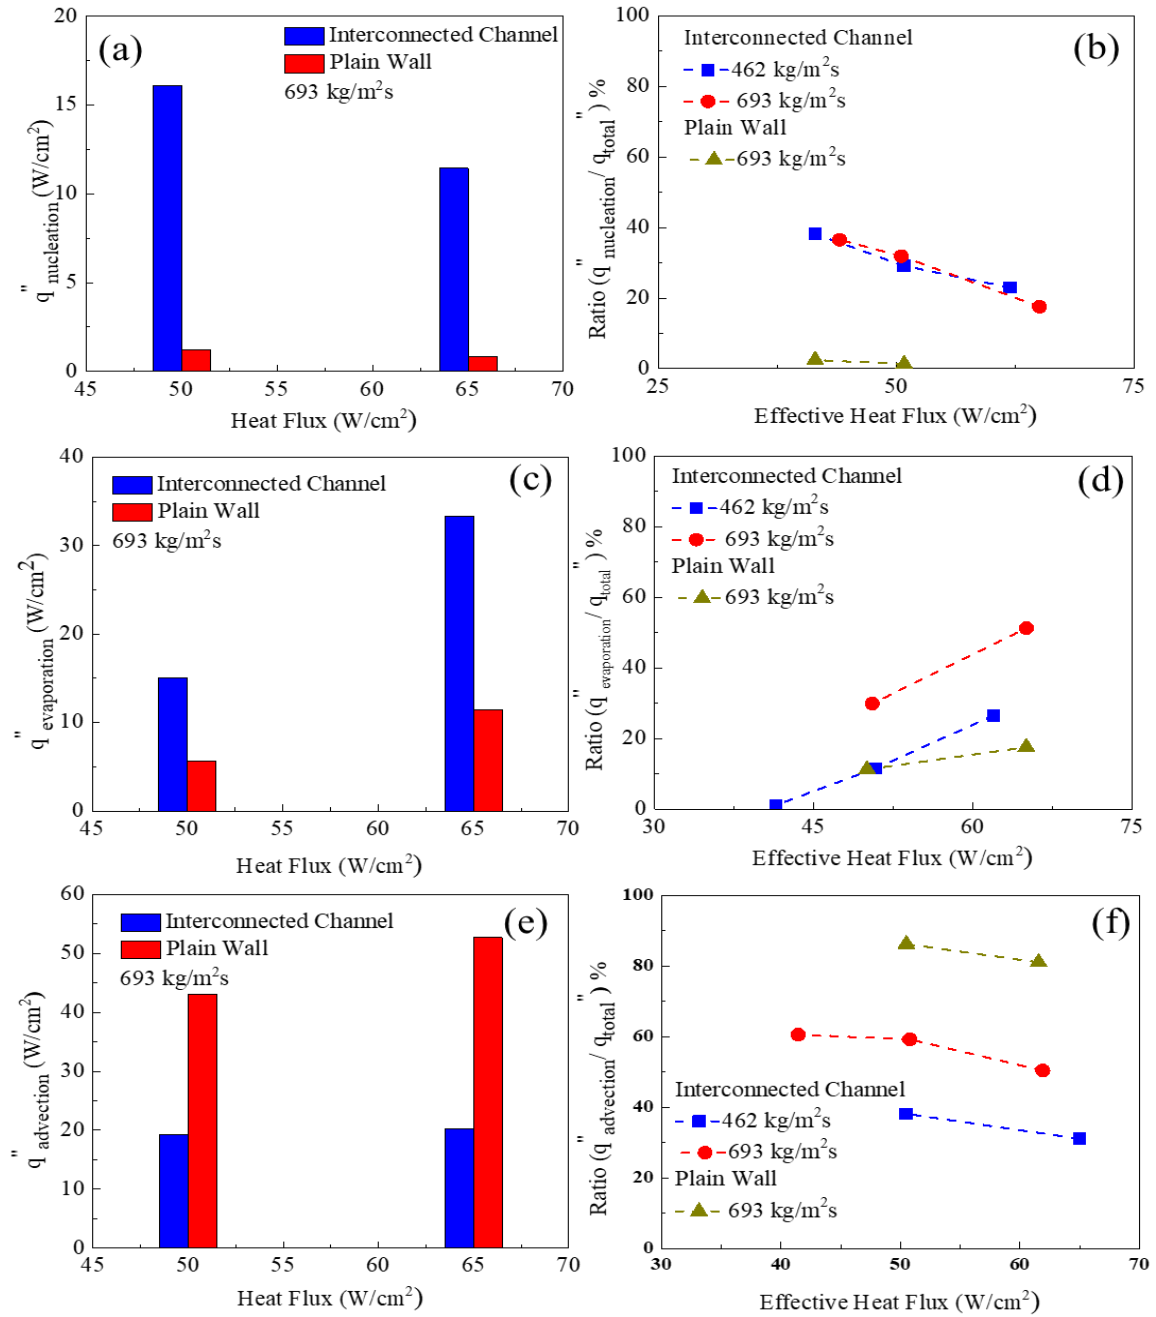 (a)
Interconnected Channel
Plain Wall
693 kg/m²s
20
15
10
5
0
q"nucleation (W/cm²)
45 50 55 60 65 70
Heat Flux (W/cm²)
(b)
Interconnected Channel
462 kg/m²s
693 kg/m²s
Plain Wall
693 kg/m²s
100
80
60
40
20
0
Ratio (q"nucleation/ q"total) %
25 50 75
Effective Heat Flux (W/cm²)
(c)
Interconnected Channel
Plain Wall
693 kg/m²s
40
30
20
10
0
q"evaporation (W/cm²)
45 50 55 60 65 70
Heat Flux (W/cm²)
(d)
Interconnected Channel
462 kg/m²s
693 kg/m²s
Plain Wall
693 kg/m²s
100
80
60
40
20
0
Ratio (q"evaporation/ q"total) %
30 45 60 75
Effective Heat Flux (W/cm²)
(e)
Interconnected Channel
Plain Wall
693 kg/m²s
60
50
40
30
20
10
0
q"advection (W/cm²)
45 50 55 60 65 70
Heat Flux (W/cm²)
(f)
100
80
60
40
20
0
Ratio (q"advection/ q"total) %
Interconnected Channel
462 kg/m²s
693 kg/m²s
Plain Wall
693 kg/m²s
30 40 50 60 70
Effective Heat Flux (W/cm²)